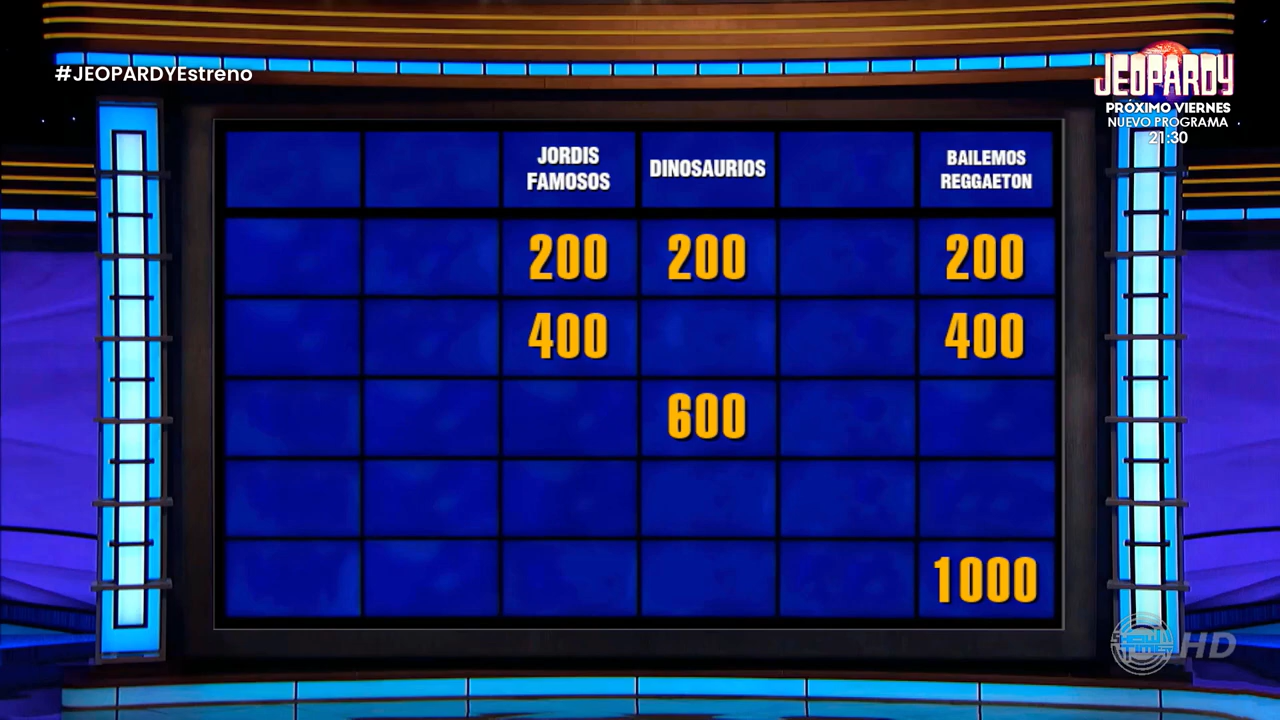 #JEOPARDYEstreno
JEOPARDY
PRÓXIMO VIERNES
NUEVO PROGRAMA
21:30
JORDIS
FAMOSOS
DINOSAURIOS
BAILEMOS
REGGAETON
200 200 200
400 400
600
1000
HD